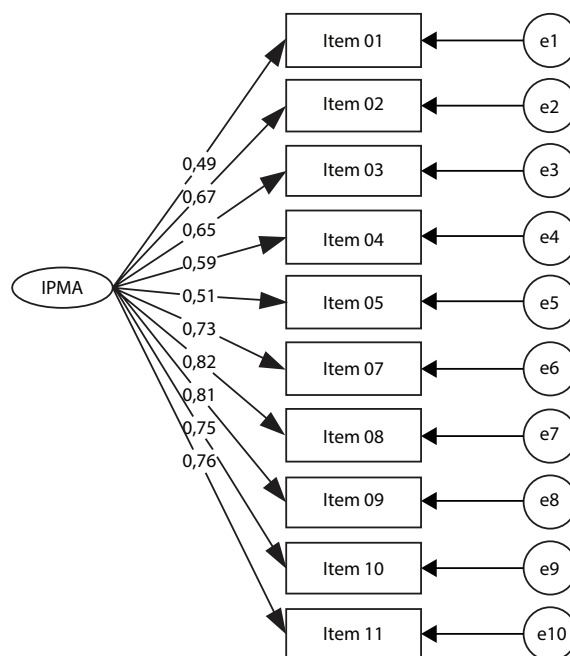 Item 01
e1
Item 02
e2
0,49
Item 03
e3
0,67
0,65
Item 04
e4
0,59
IPMA
0,51
Item 05
e5
0,73
0,82
Item 07
e6
0,81
0,75
Item 08
e7
0,76
Item 09
e8
Item 10
e9
Item 11
e10